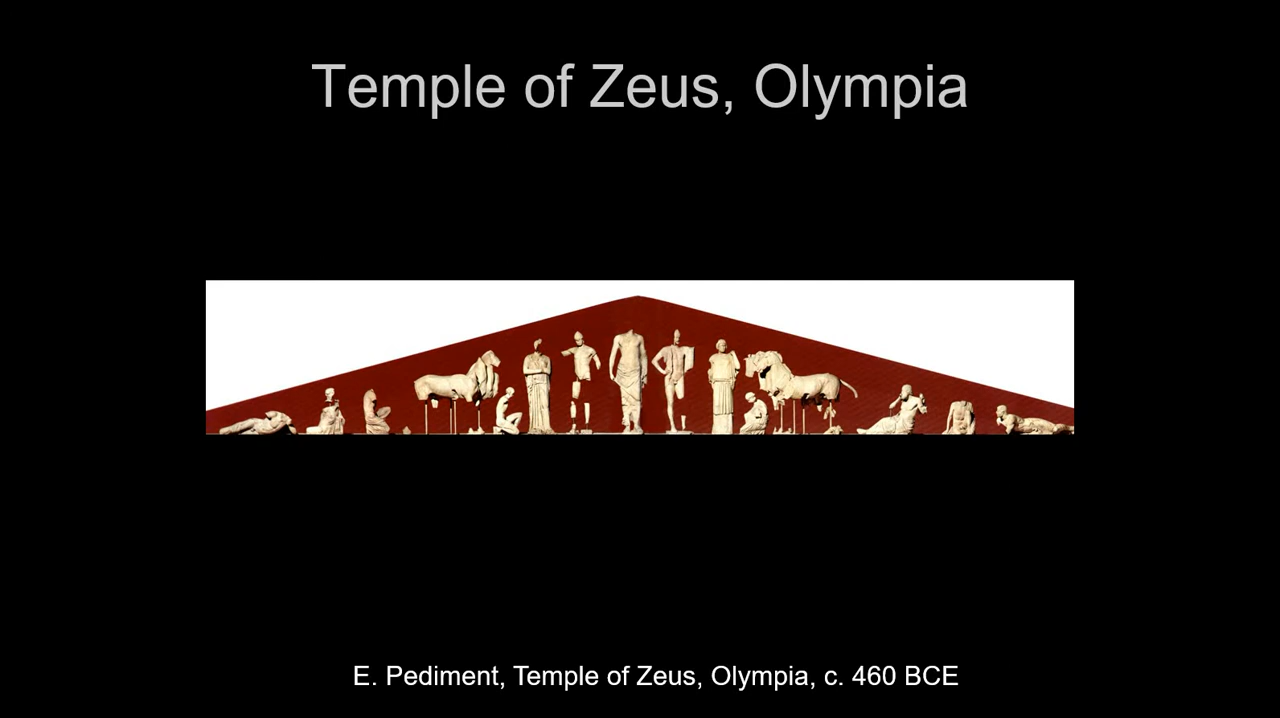 Temple of Zeus, Olympia
E. Pediment, Temple of Zeus, Olympia, c. 460 BCE